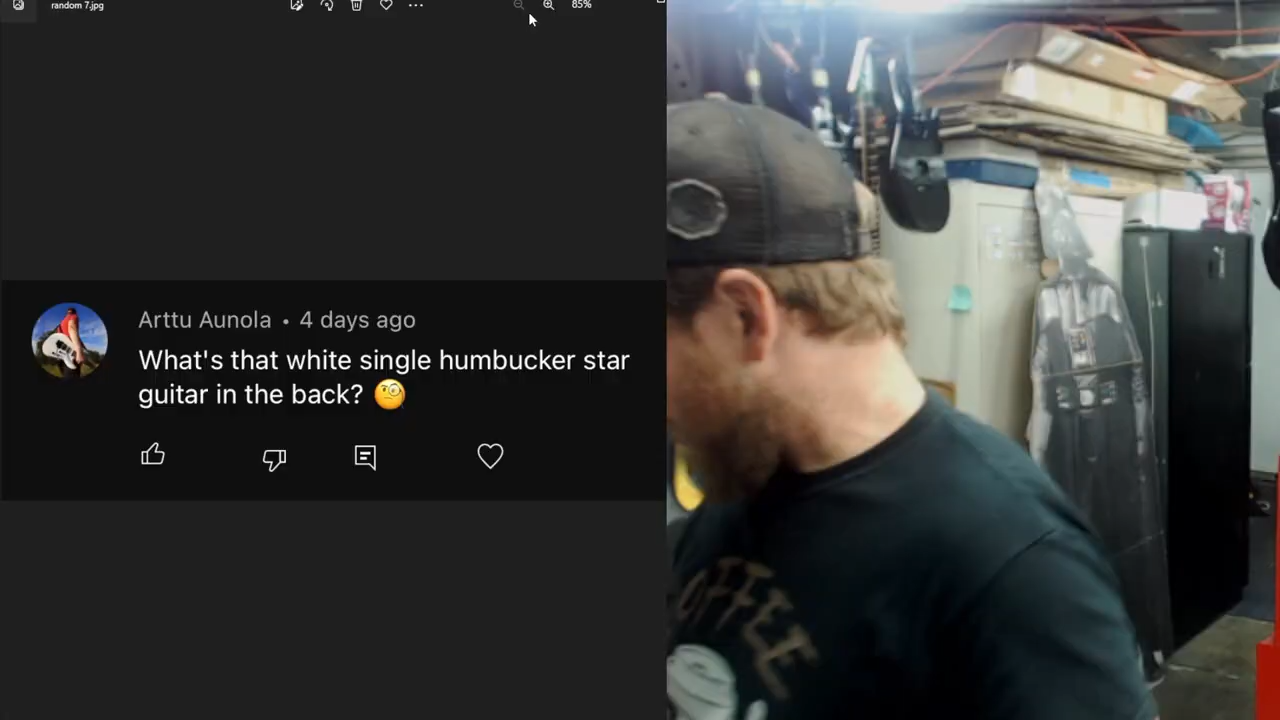 random 7.jpg
85%
Arttu Aunola • 4 days ago
What's that white single humbucker star
guitar in the back? 🧐
COFFEE